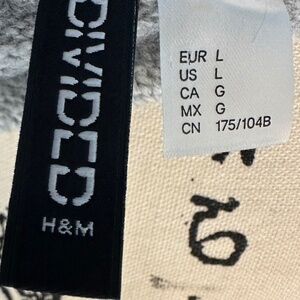 DIVIDED
H&M
EUR L
US L
CA G
MX G
CN 175/104B